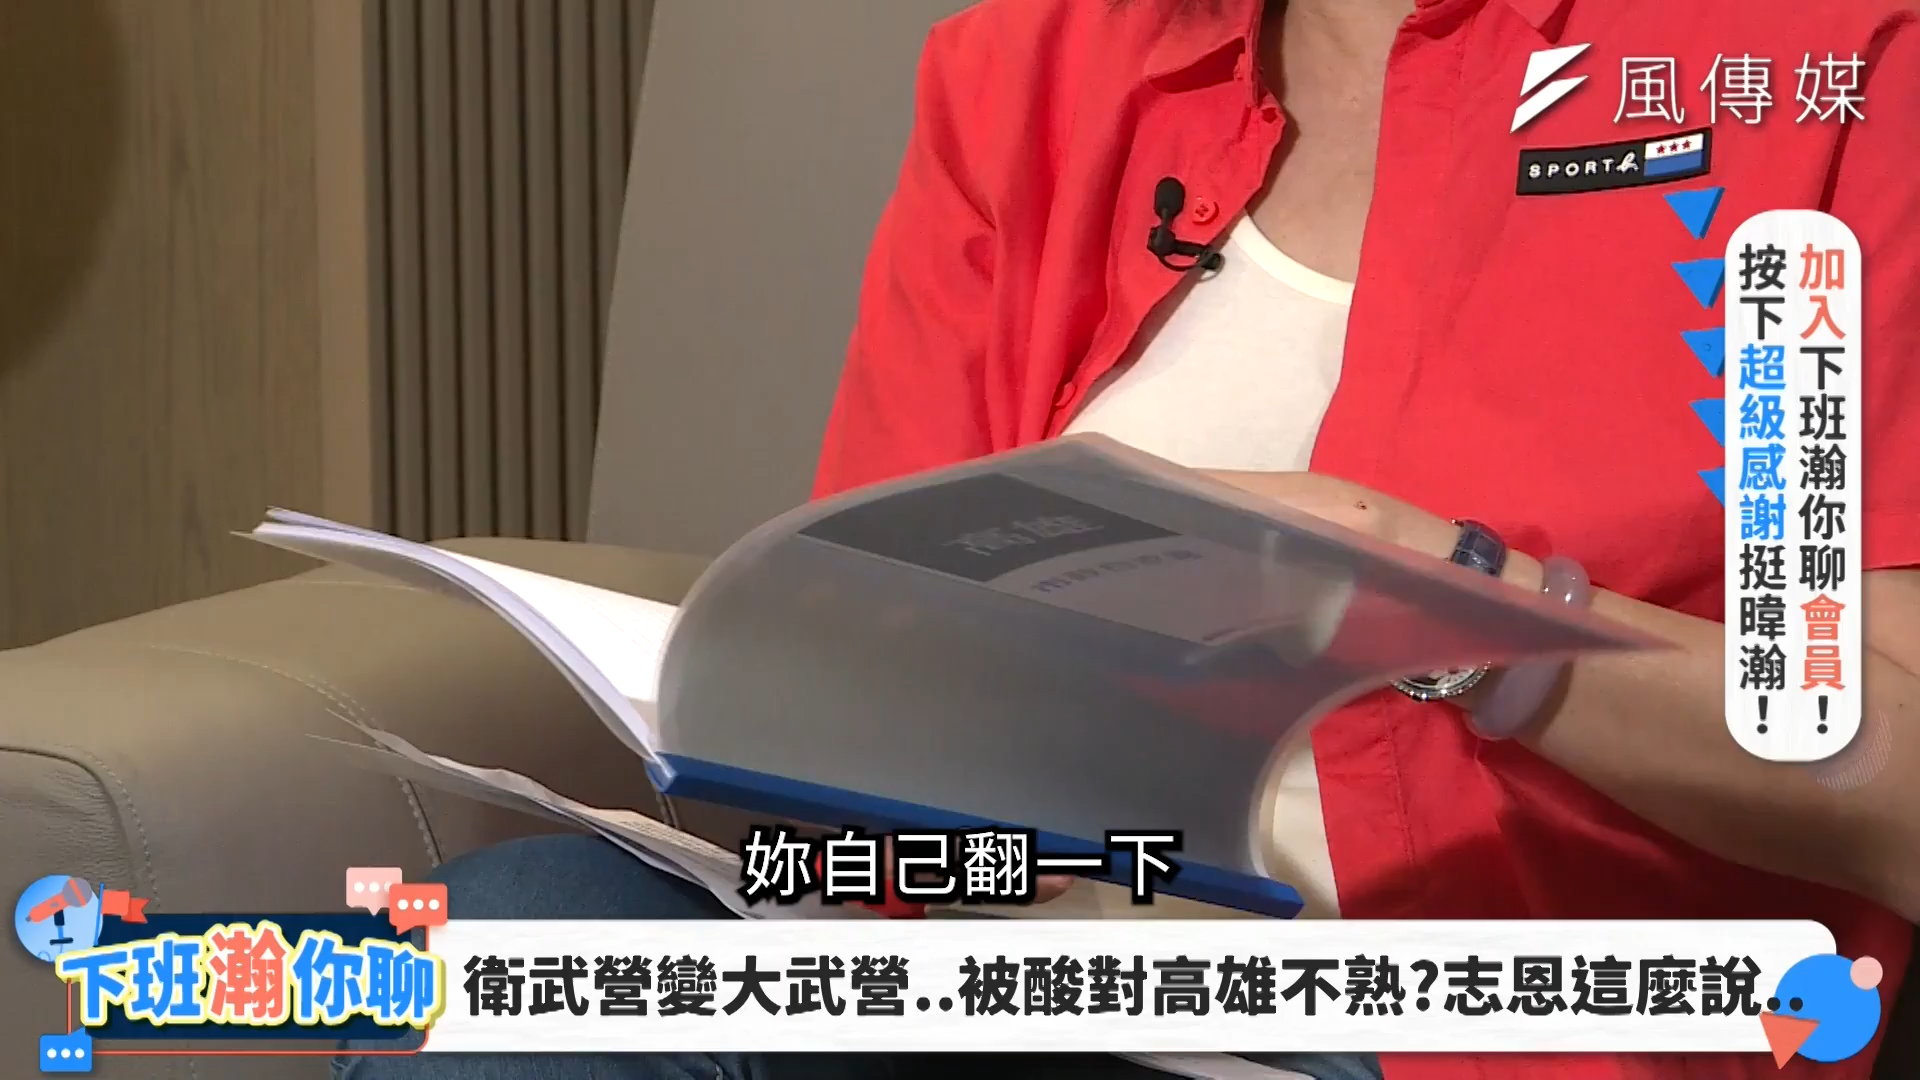 風傳媒
SPORT
加入下班瀚你聊會員！
按下超級感謝挺暐瀚！
高雄
妳自己翻一下
下班瀚你聊
衛武營變大武營..被酸對高雄不熟?志恩這麼說..